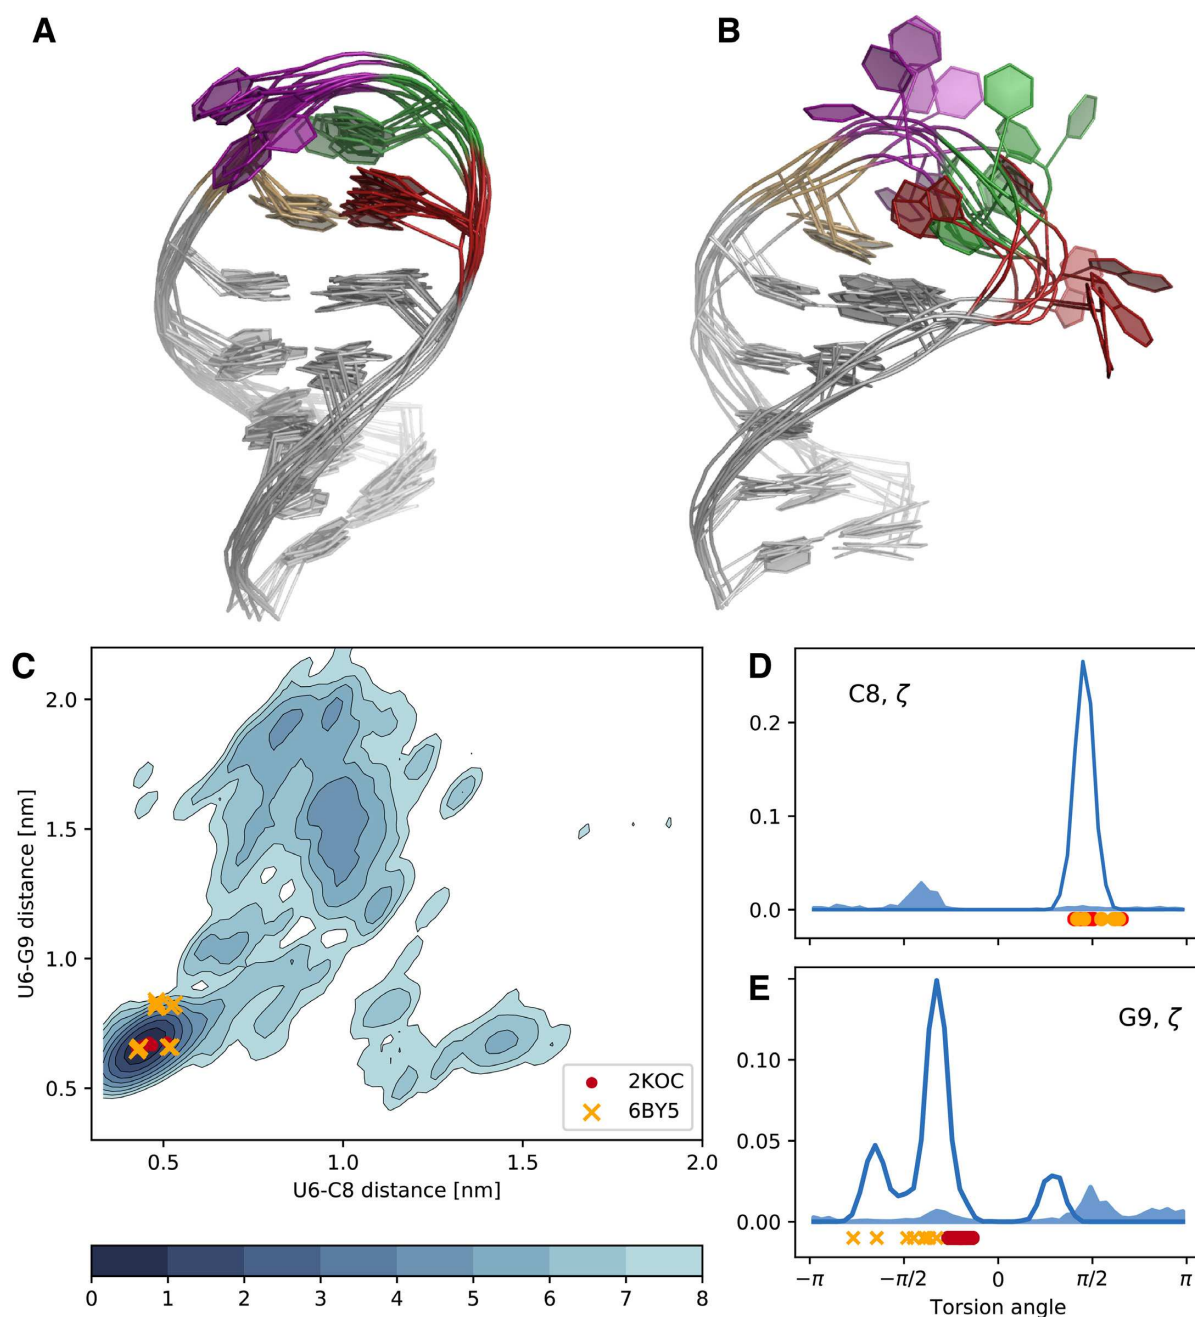 A
B
C
2.0
1.5
1.0
0.5
U6-G9 distance [nm]
2KOC
6BY5
0.5
1.0
1.5
2.0
U6-C8 distance [nm]
0
1
2
3
4
5
6
7
8
D
C8, ζ
0.2
0.1
0.0
E
G9, ζ
0.10
0.05
0.00
−π
−π/2
0
π/2
π
Torsion angle